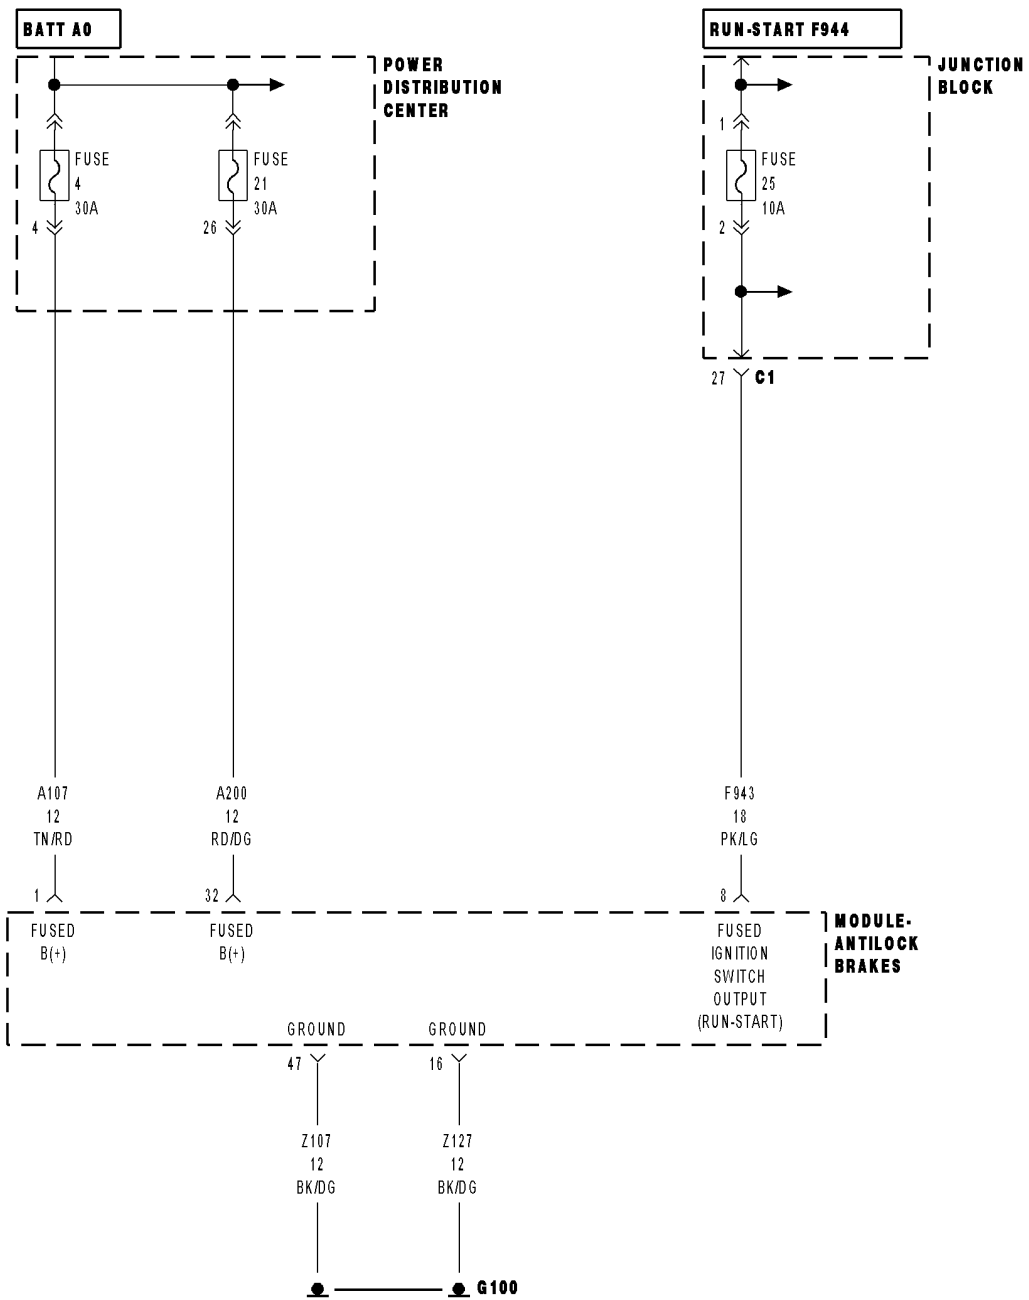 BATT A0
RUN-START F944
POWER
DISTRIBUTION
CENTER
JUNCTION
BLOCK
FUSE
4
30A
4
FUSE
21
30A
26
1
FUSE
25
10A
2
27 C1
A107
12
TN/RD
A200
12
RD/DG
F943
18
PK/LG
1
32
8
FUSED
B(+)
FUSED
B(+)
FUSED
IGNITION
SWITCH
OUTPUT
(RUN-START)
MODULE-
ANTILOCK
BRAKES
GROUND
GROUND
47
16
Z107
12
BK/DG
Z127
12
BK/DG
G100